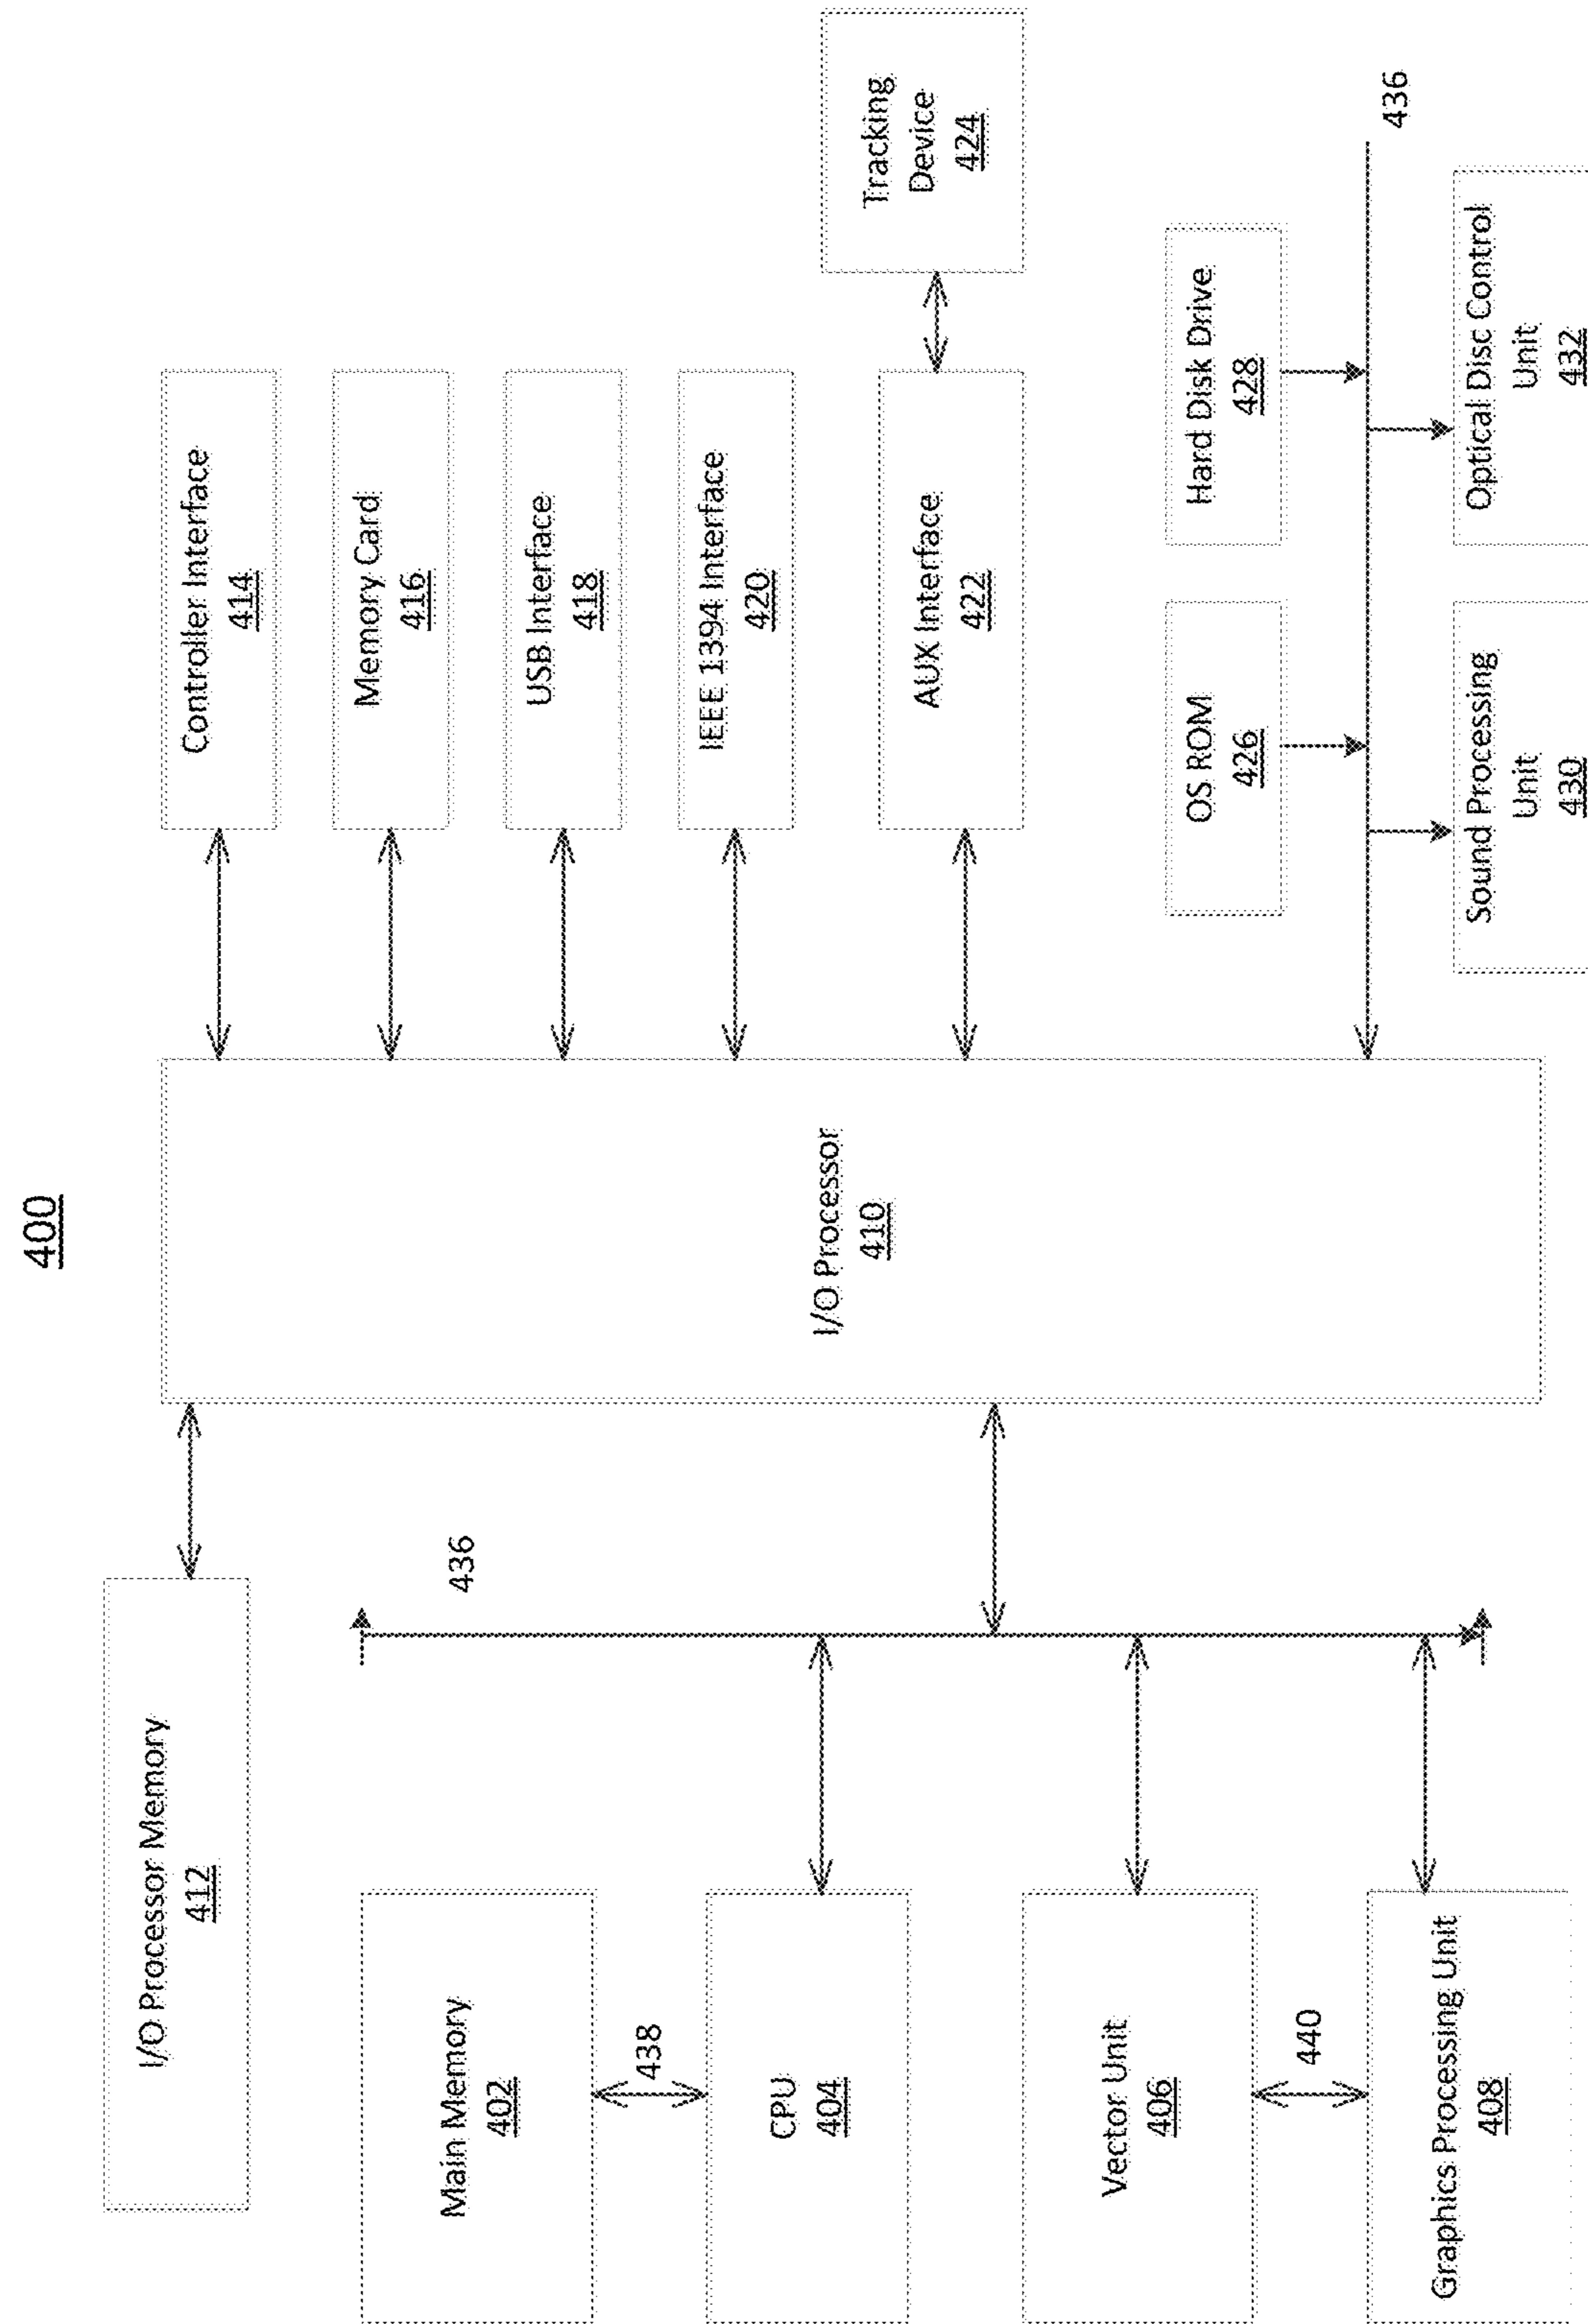 400
I/O Processor Memory
412
Main Memory
402
438
CPU
404
Vector Unit
406
440
Graphics Processing Unit
408
436
I/O Processor
410
Controller Interface
414
Memory Card
416
USB Interface
418
IEEE 1394 Interface
420
AUX Interface
422
Tracking
Device
424
OS ROM
426
Hard Disk Drive
428
436
Sound Processing
Unit
430
Optical Disc Control
Unit
432